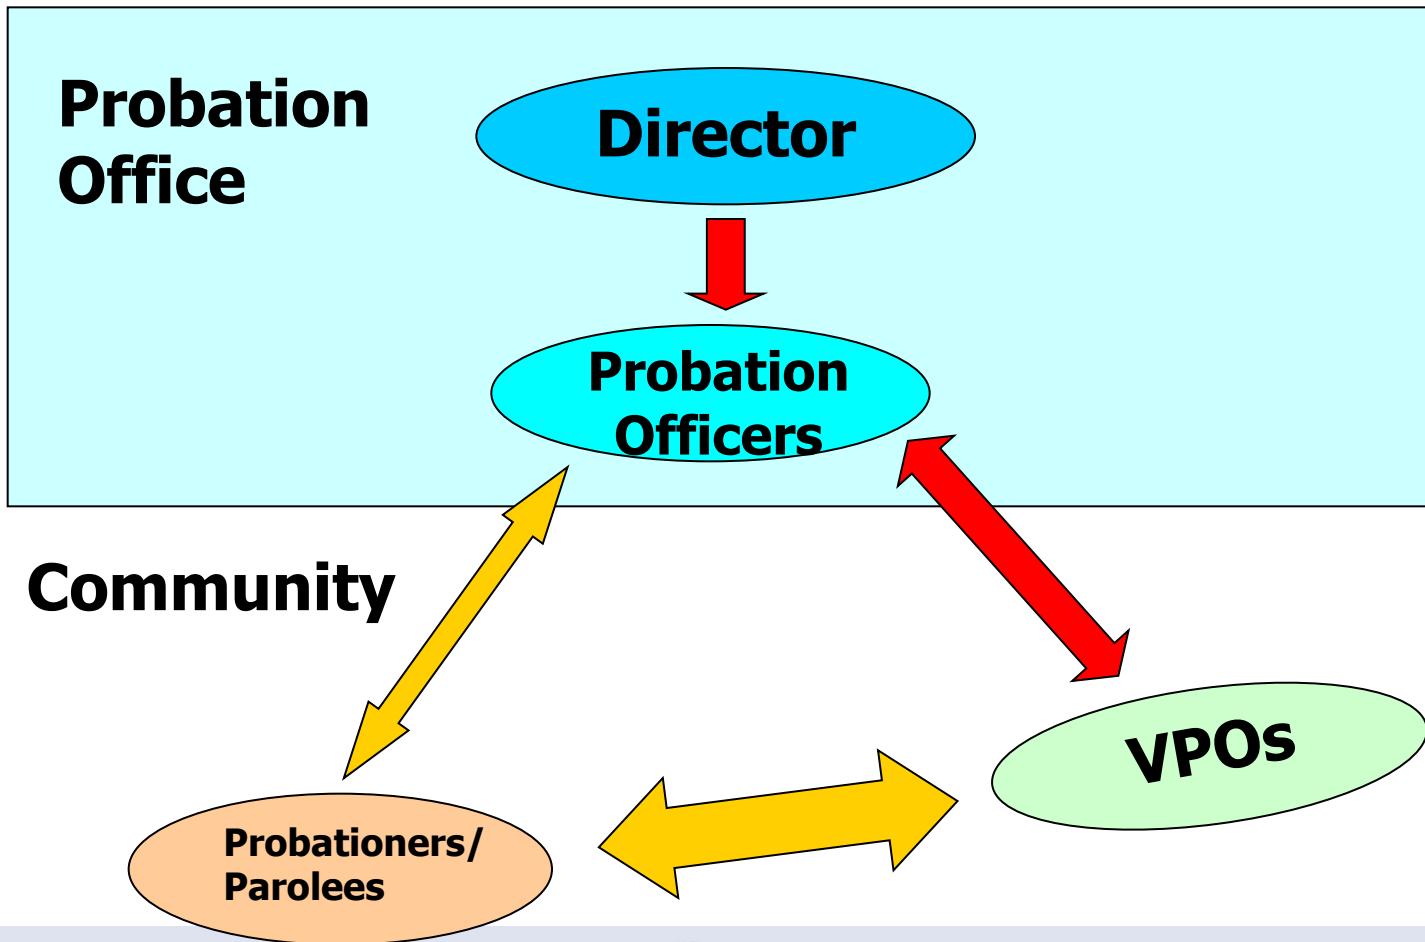 Probation
Office
Director
Probation
Officers
Community
VPOs
Probationers/
Parolees